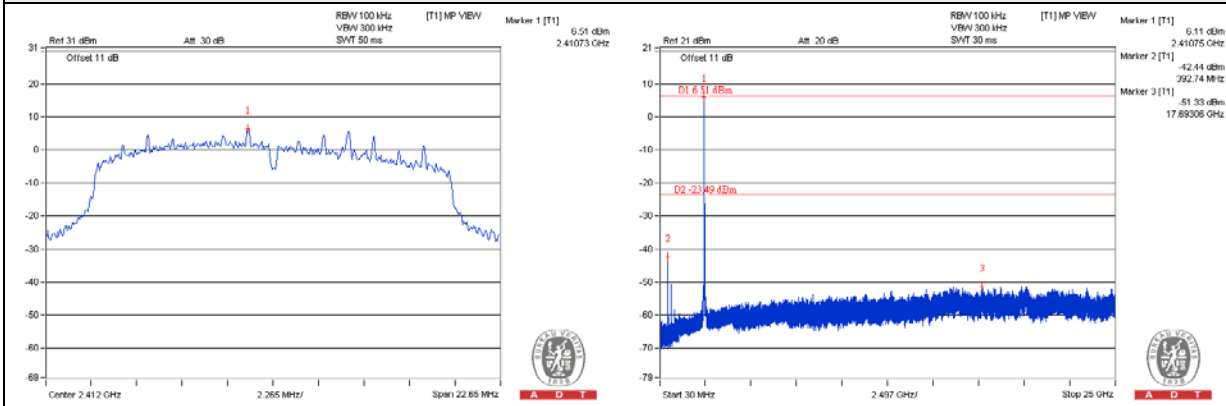 RBW 100 kHz [T1] MP VIEW
VBW 300 kHz
Ref 31 dBm Att 30 dB SWT 50 ms
Marker 1 [T1]
6.51 dBm
2.41073 GHz
31
Offset 11 dB
20
1
10
0
-10
-20
-30
-40
-50
-60
-69
Center 2.412 GHz 2.265 MHz/ Span 22.65 MHz
BUREAU VERITAS
1828
A D T
RBW 100 kHz [T1] MP VIEW
VBW 300 kHz
Ref 21 dBm Att 20 dB SWT 30 ms
Marker 1 [T1]
6.11 dBm
2.41075 GHz
Marker 2 [T1]
-42.44 dBm
392.74 MHz
Marker 3 [T1]
-51.33 dBm
17.69306 GHz
21
Offset 11 dB
1
10
D1 6.51 dBm
0
-10
-20
D2 -23.49 dBm
-30
2
-40
3
-50
-60
-70
-79
Start 30 MHz 2.497 GHz/ Stop 25 GHz
BUREAU VERITAS
1828
A D T